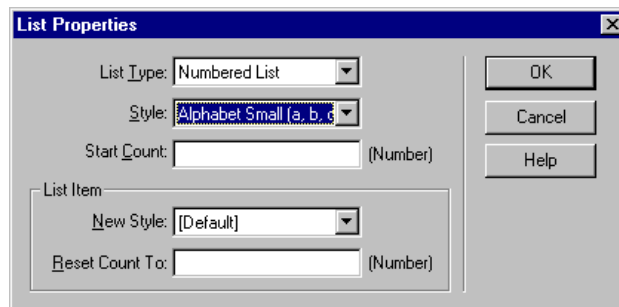 List Properties
List Type: Numbered List
Style: Alphabet Small (a, b, c
Start Count: (Number)
List Item
New Style: [Default]
Reset Count To: (Number)
OK
Cancel
Help